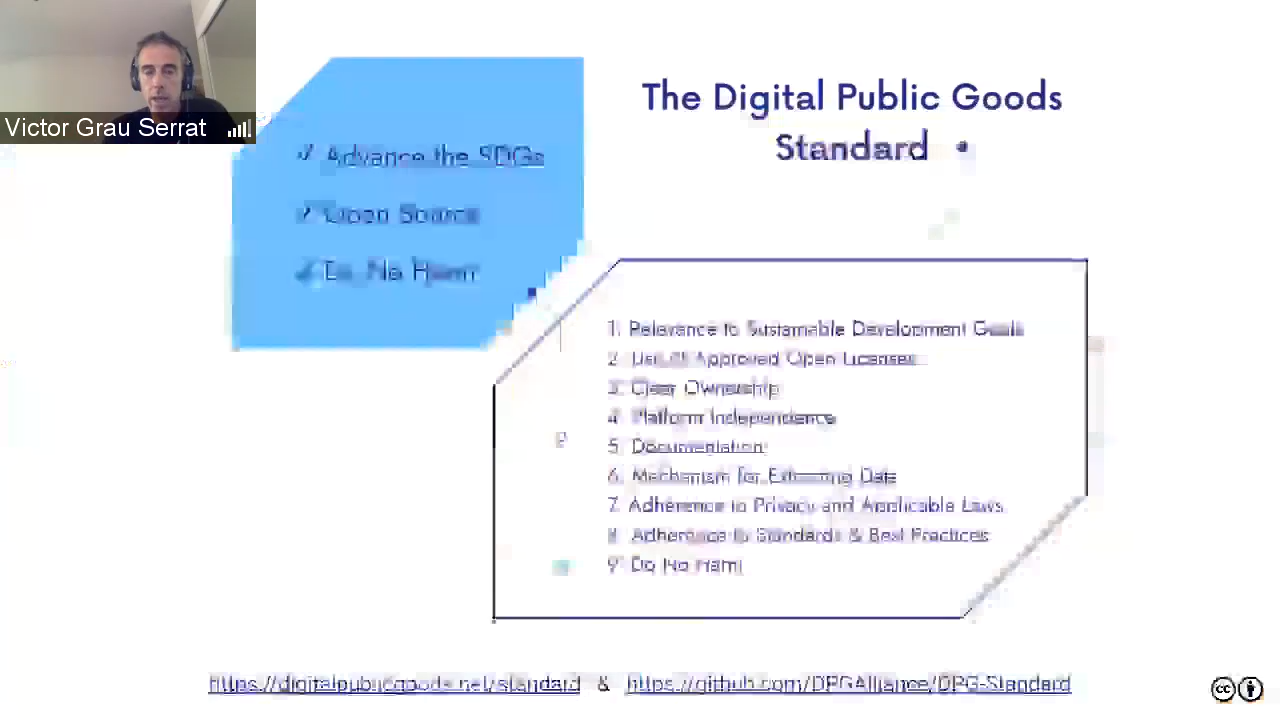 Victor Grau Serrat
The Digital Public Goods
Standard
✓ Advance the SDGs
✓ Open Source
✓ Do No Harm
1. Relevance to Sustainable Development Goals
2. Use of Approved Open Licenses
3. Clear Ownership
4. Platform Independence
5. Documentation
6. Mechanism for Extracting Data
7. Adherence to Privacy and Applicable Laws
8. Adherence to Standards & Best Practices
9. Do No Harm
https://digitalpublicgoods.net/standard & https://github.com/DPGAlliance/DPG-Standard
cc